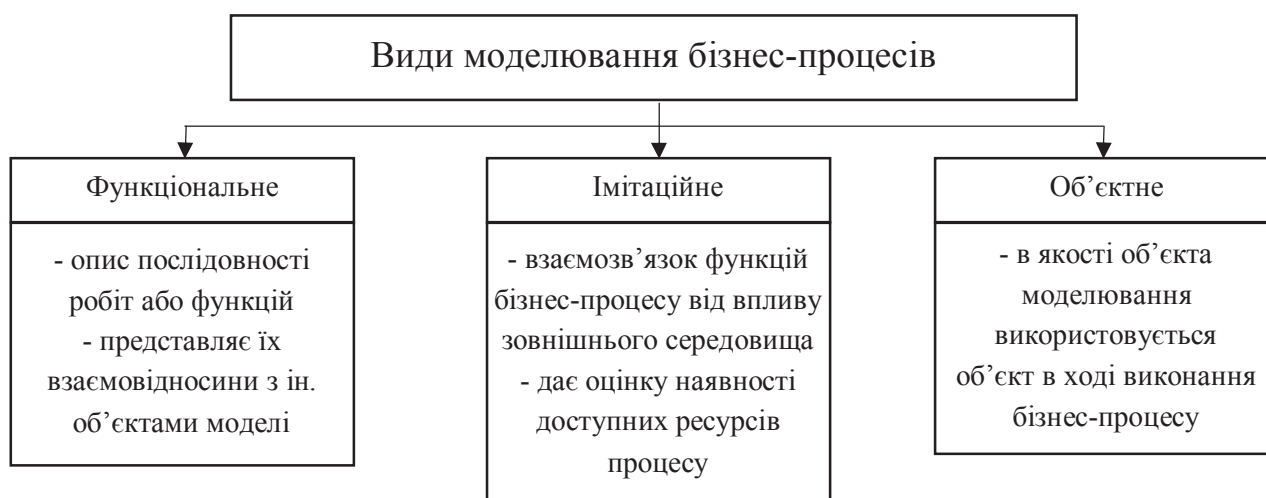 Види моделювання бізнес-процесів
Функціональне
- опис послідовності
робіт або функцій
- представляє їх
взаємовідносини з ін.
об’єктами моделі
Імітаційне
- взаємозв’язок функцій
бізнес-процесу від впливу
зовнішнього середовища
- дає оцінку наявності
доступних ресурсів
процесу
Об’єктне
- в якості об’єкта
моделювання
використовується
об’єкт в ході виконання
бізнес-процесу